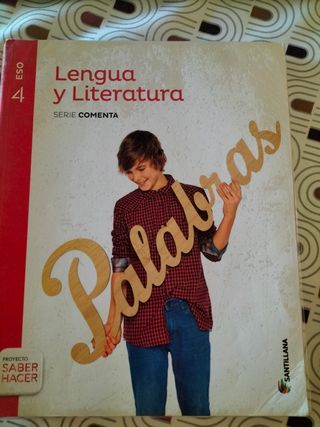 4 ESO
Lengua
y Literatura
SERIE COMENTA
Palabras
PROYECTO
SABER
HACER
SANTILLANA